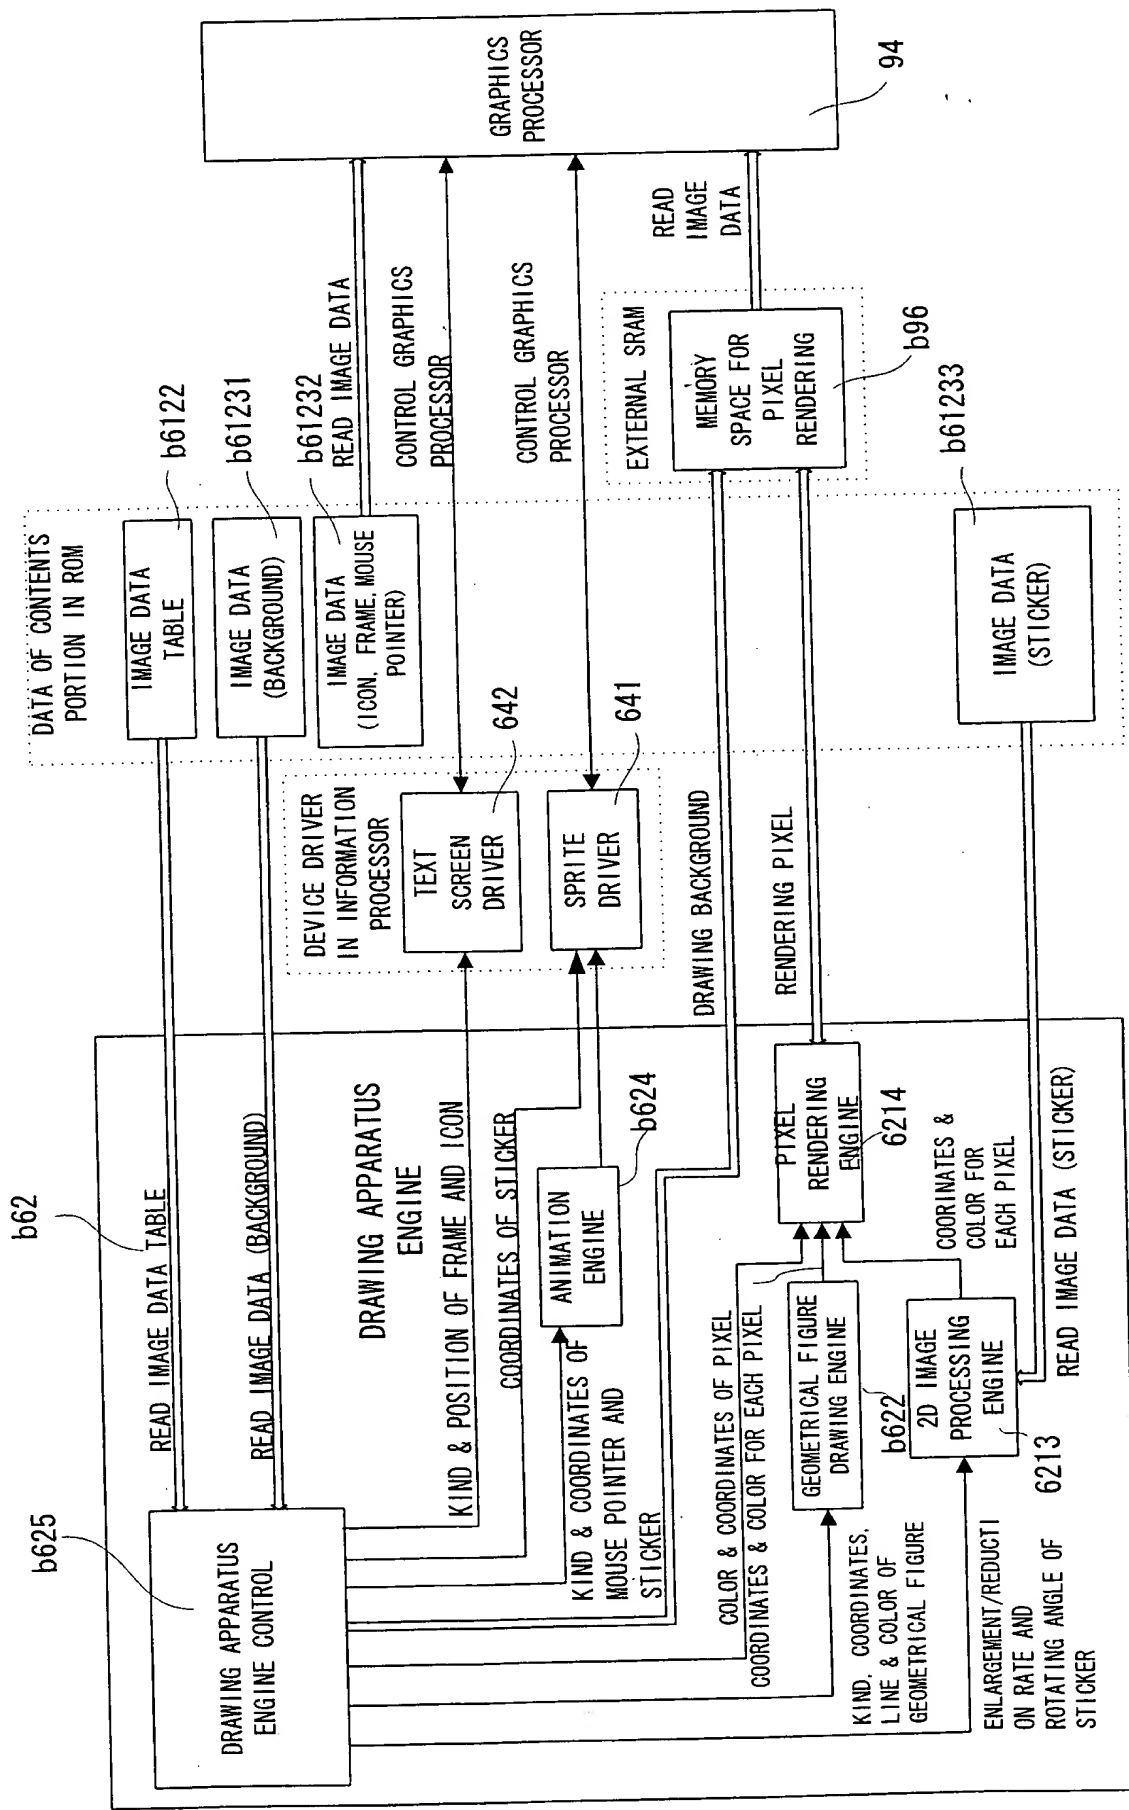 b62
b625
DRAWING APPARATUS
ENGINE CONTROL
READ IMAGE DATA TABLE
READ IMAGE DATA (BACKGROUND)
DRAWING APPARATUS
ENGINE
KIND & POSITION OF FRAME AND ICON
COORDINATES OF STICKER
KIND & COORDINATES OF
MOUSE POINTER AND
STICKER
ANIMATION
ENGINE
b624
COLOR & COORDINATES OF PIXEL
COORDINATES & COLOR FOR EACH PIXEL
KIND, COORDINATES,
LINE & COLOR OF
GEOMETRICAL FIGURE
GEOMETRICAL FIGURE
DRAWING ENGINE
b622
ENLARGEMENT/REDUCTI
ON RATE AND
ROTATING ANGLE OF
STICKER
2D IMAGE
PROCESSING
ENGINE
6213
PIXEL
RENDERING
ENGINE
6214
COORINATES &
COLOR FOR
EACH PIXEL
READ IMAGE DATA (STICKER)
DRAWING BACKGROUND
RENDERING PIXEL
DEVICE DRIVER
IN INFORMATION
PROCESSOR
TEXT
SCREEN
DRIVER
642
SPRITE
DRIVER
641
DATA OF CONTENTS
PORTION IN ROM
IMAGE DATA
TABLE
b6122
IMAGE DATA
(BACKGROUND)
b61231
IMAGE DATA
(ICON, FRAME, MOUSE
POINTER)
b61232
IMAGE DATA
(STICKER)
b61233
READ IMAGE DATA
CONTROL GRAPHICS
PROCESSOR
CONTROL GRAPHICS
PROCESSOR
EXTERNAL SRAM
MEMORY
SPACE FOR
PIXEL
RENDERING
b96
READ
IMAGE
DATA
GRAPHICS
PROCESSOR
94